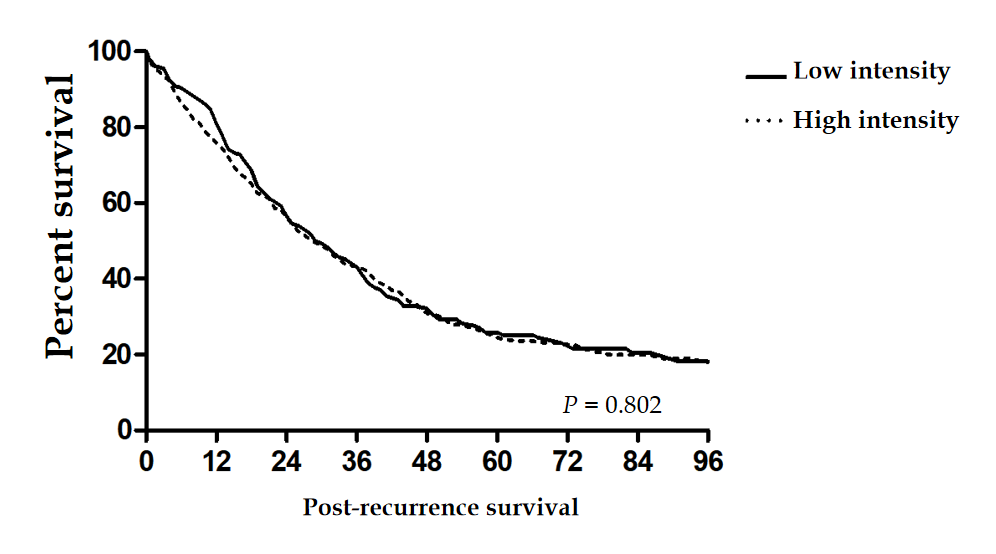 Percent survival
100
80
60
40
20
0
0 12 24 36 48 60 72 84 96
Post-recurrence survival
Low intensity
High intensity
P = 0.802